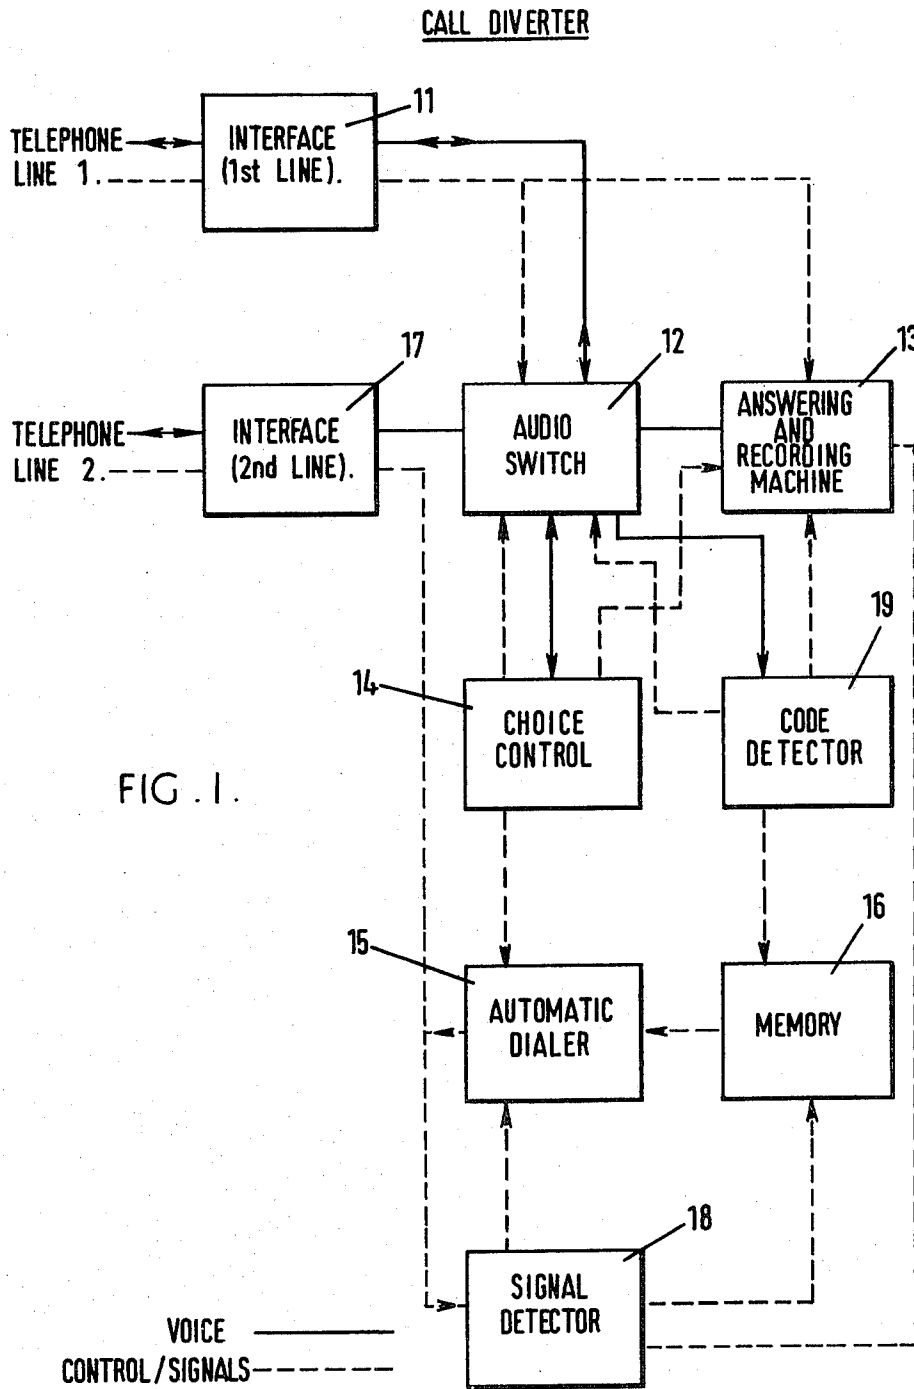 CALL DIVERTER
11
TELEPHONE
LINE 1.
INTERFACE
(1st LINE).
17
12
13
TELEPHONE
LINE 2.
INTERFACE
(2nd LINE).
AUDIO
SWITCH
ANSWERING
AND
RECORDING
MACHINE
14
19
CHOICE
CONTROL
CODE
DETECTOR
FIG. 1.
15
16
AUTOMATIC
DIALER
MEMORY
18
SIGNAL
DETECTOR
VOICE
CONTROL/SIGNALS